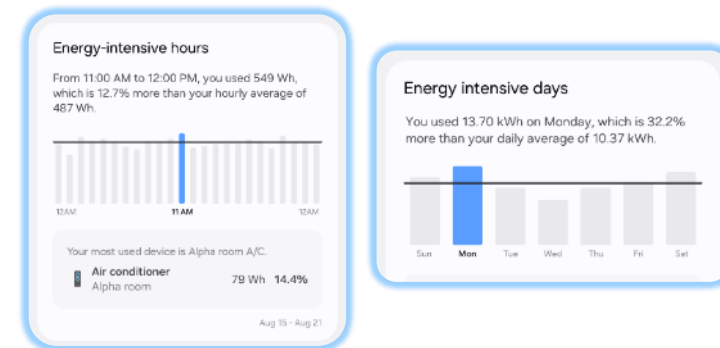 Energy-intensive hours
From 11:00 AM to 12:00 PM, you used 549 Wh,
which is 12.7% more than your hourly average of
487 Wh.
12AM
11 AM
12AM
Your most used device is Alpha room A/C.
Air conditioner
Alpha room
79 Wh 14.4%
Aug 15 - Aug 21
Energy intensive days
You used 13.70 kWh on Monday, which is 32.2%
more than your daily average of 10.37 kWh.
Sun Mon Tue Wed Thu Fri Sat